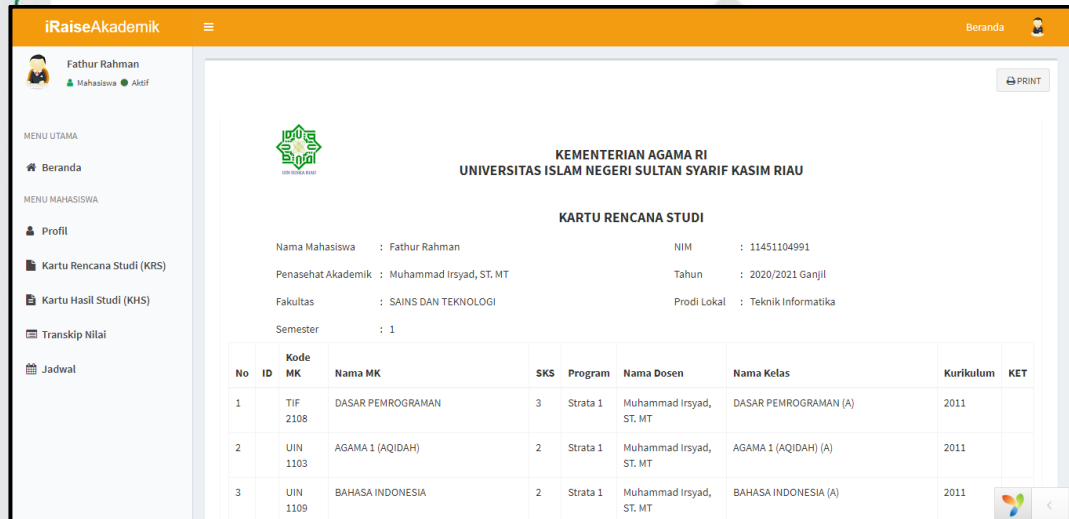 iRaiseAkademik
Beranda
Fathur Rahman
Mahasiswa Aktif
MENU UTAMA
Beranda
MENU MAHASISWA
Profil
Kartu Rencana Studi (KRS)
Kartu Hasil Studi (KHS)
Transkip Nilai
Jadwal
PRINT
UIN SUSKA RIAU
KEMENTERIAN AGAMA RI
UNIVERSITAS ISLAM NEGERI SULTAN SYARIF KASIM RIAU
KARTU RENCANA STUDI
Nama Mahasiswa : Fathur Rahman NIM : 11451104991
Penasehat Akademik : Muhammad Irsyad, ST. MT Tahun : 2020/2021 Ganjil
Fakultas : SAINS DAN TEKNOLOGI Prodi Lokal : Teknik Informatika
Semester : 1
No ID Kode MK Nama MK SKS Program Nama Dosen Nama Kelas Kurikulum KET
1 TIF 2108 DASAR PEMROGRAMAN 3 Strata 1 Muhammad Irsyad, ST. MT DASAR PEMROGRAMAN (A) 2011
2 UIN 1103 AGAMA 1 (AQIDAH) 2 Strata 1 Muhammad Irsyad, ST. MT AGAMA 1 (AQIDAH) (A) 2011
3 UIN 1109 BAHASA INDONESIA 2 Strata 1 Muhammad Irsyad, ST. MT BAHASA INDONESIA (A) 2011